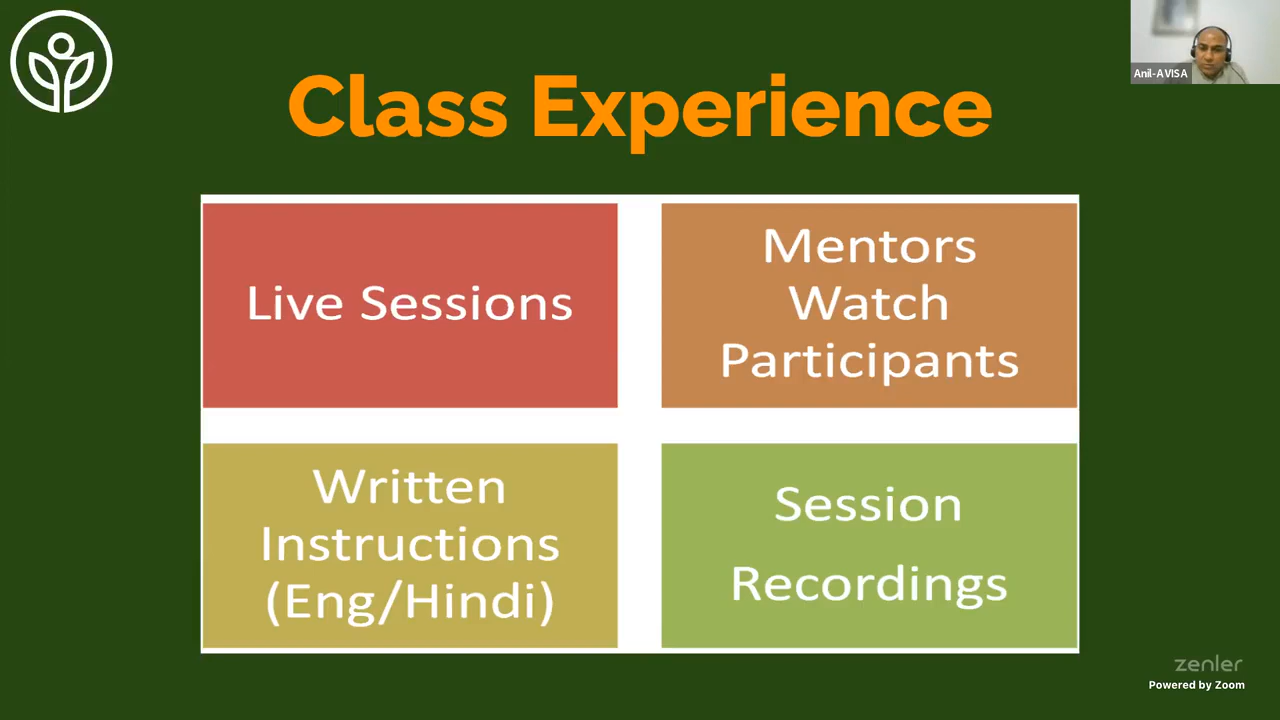 Class Experience
Anil-AVISA
Live Sessions
Mentors
Watch
Participants
Written
Instructions
(Eng/Hindi)
Session
Recordings
zenler
Powered by Zoom